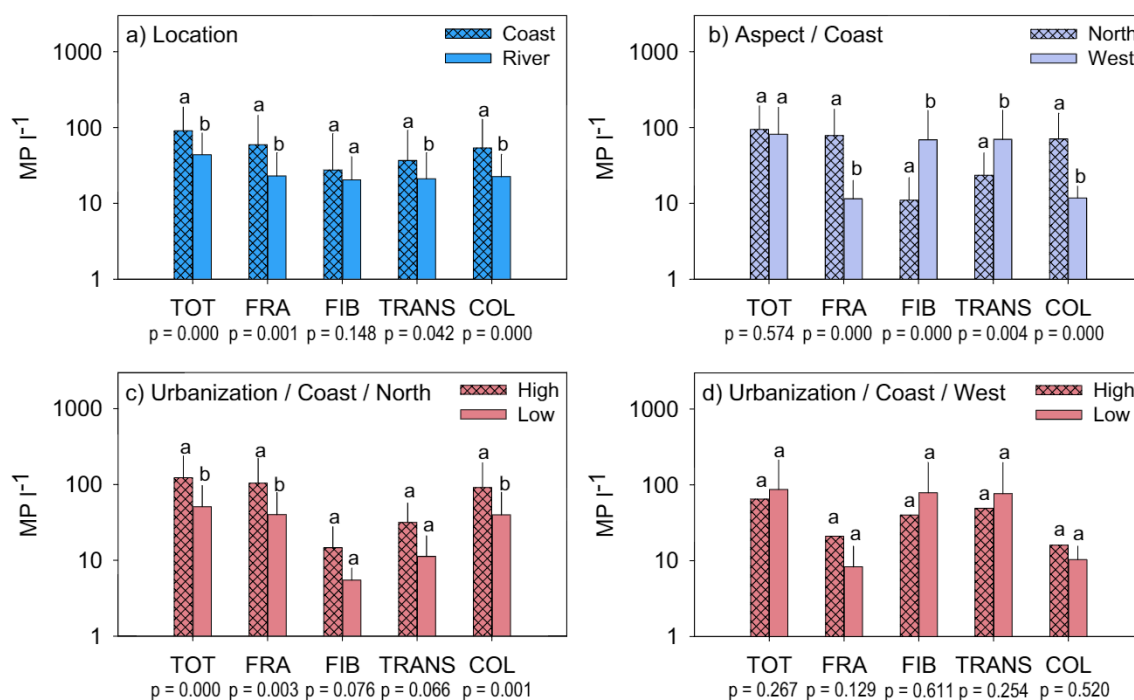 a) Location
Coast
River
MP l⁻¹
1000
100
10
1
a b a b a a a b a b
TOT FRA FIB TRANS COL
p = 0.000 p = 0.001 p = 0.148 p = 0.042 p = 0.000
b) Aspect / Coast
North
West
MP l⁻¹
1000
100
10
1
a a a b a b a b a b
TOT FRA FIB TRANS COL
p = 0.574 p = 0.000 p = 0.000 p = 0.004 p = 0.000
c) Urbanization / Coast / North
High
Low
MP l⁻¹
1000
100
10
1
a b a b a a a a a b
TOT FRA FIB TRANS COL
p = 0.000 p = 0.003 p = 0.076 p = 0.066 p = 0.001
d) Urbanization / Coast / West
High
Low
MP l⁻¹
1000
100
10
1
a a a a a a a a a a
TOT FRA FIB TRANS COL
p = 0.267 p = 0.129 p = 0.611 p = 0.254 p = 0.520